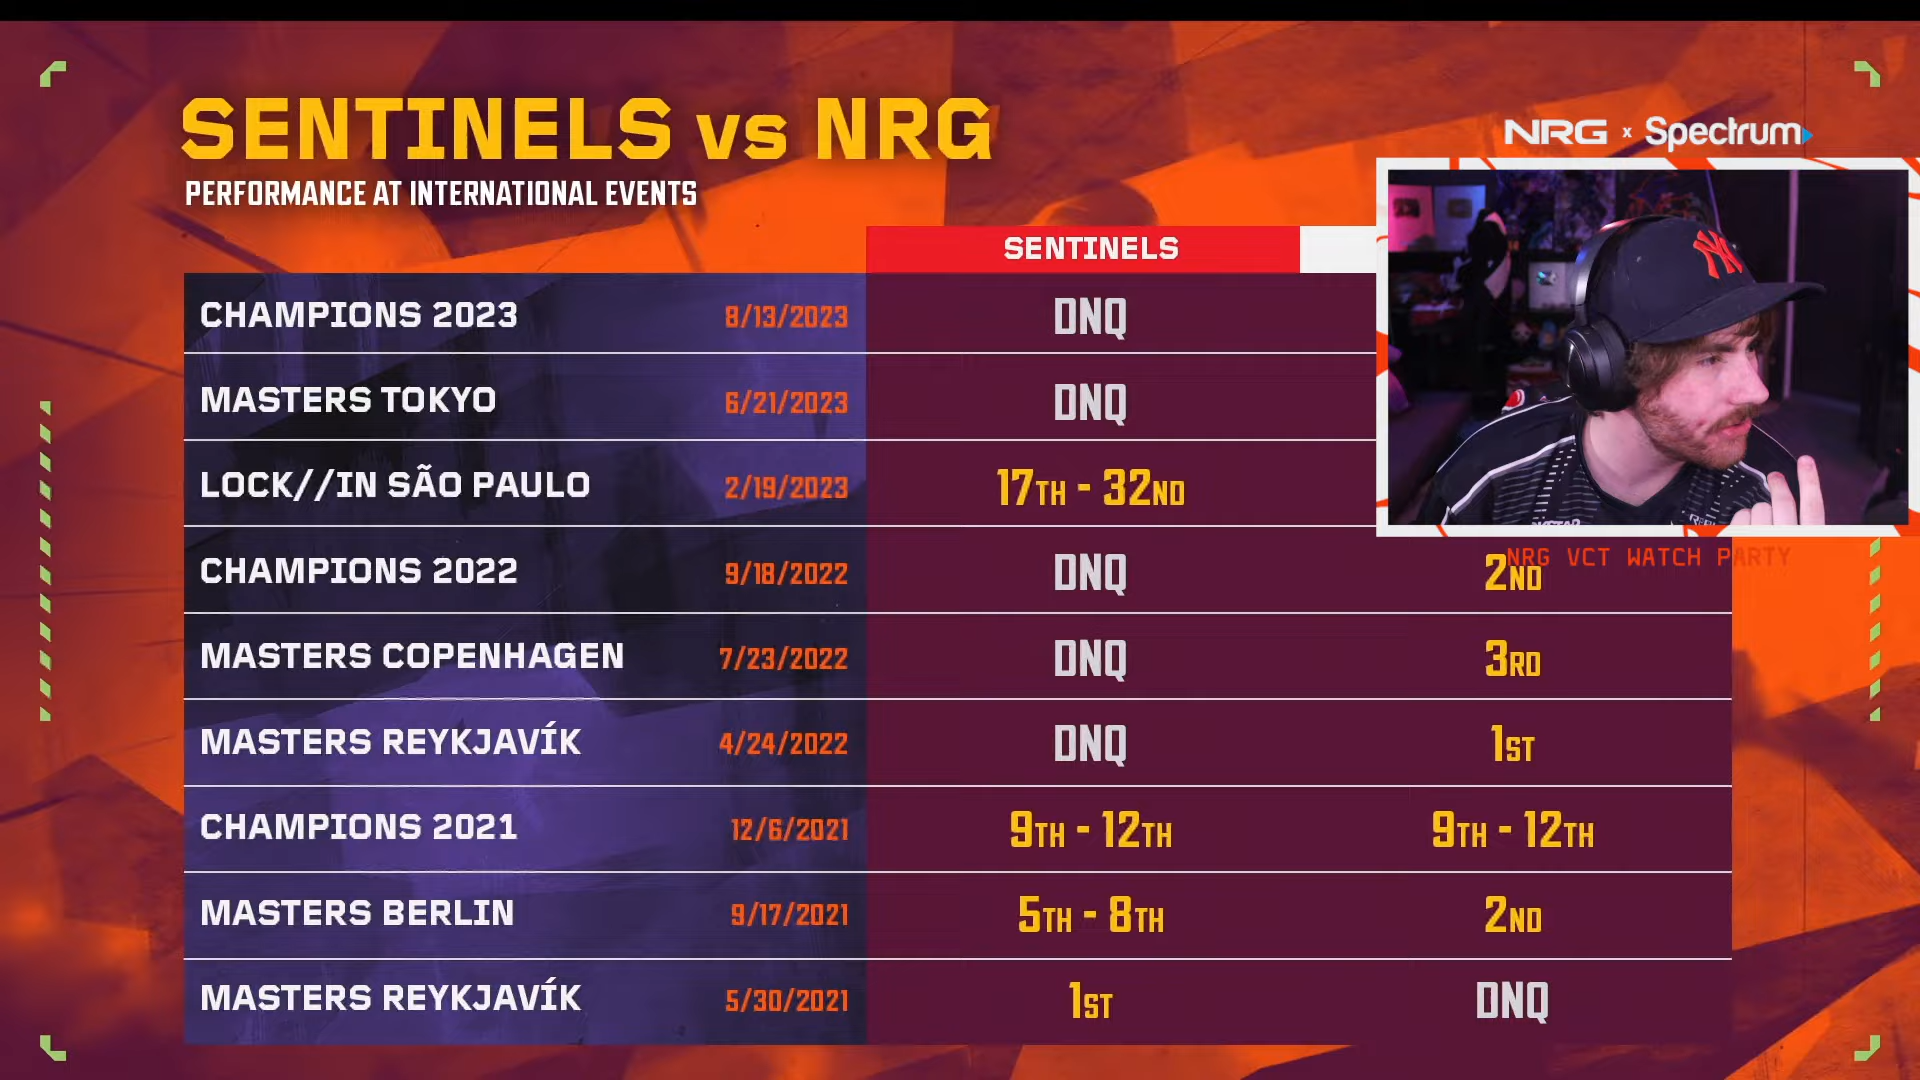 SENTINELS vs NRG
PERFORMANCE AT INTERNATIONAL EVENTS
NRG x Spectrum
SENTINELS
CHAMPIONS 2023 8/13/2023 DNQ
MASTERS TOKYO 6/21/2023 DNQ
LOCK//IN SÃO PAULO 2/19/2023 17TH - 32ND
NRG VCT WATCH PARTY
CHAMPIONS 2022 9/18/2022 DNQ 2ND
MASTERS COPENHAGEN 7/23/2022 DNQ 3RD
MASTERS REYKJAVÍK 4/24/2022 DNQ 1ST
CHAMPIONS 2021 12/6/2021 9TH - 12TH 9TH - 12TH
MASTERS BERLIN 9/17/2021 5TH - 8TH 2ND
MASTERS REYKJAVÍK 5/30/2021 1ST DNQ